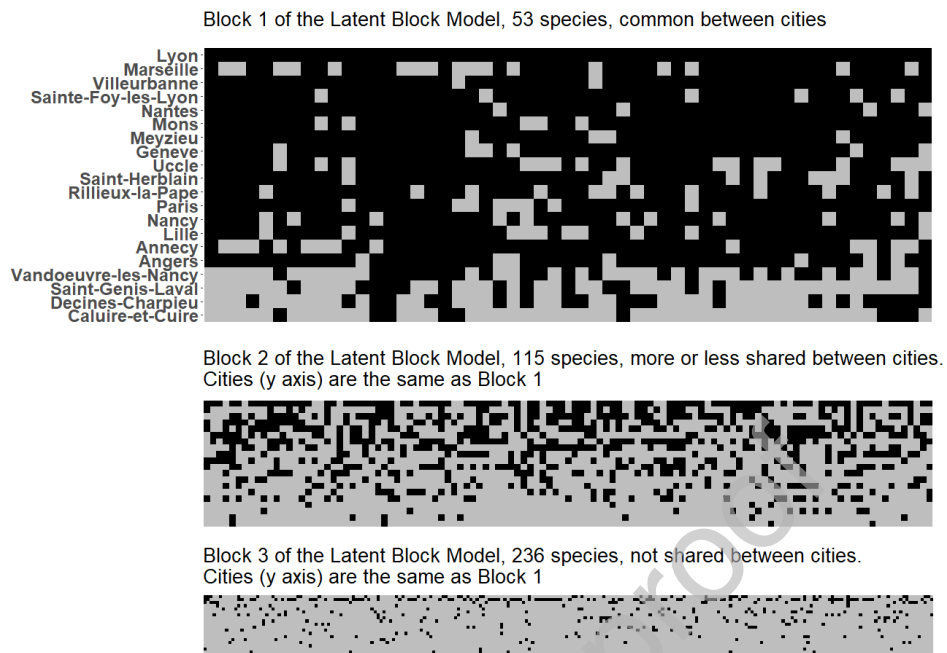 Block 1 of the Latent Block Model, 53 species, common between cities
Lyon
Marseille
Villeurbanne
Sainte-Foy-les-Lyon
Nantes
Mons
Meyzieu
Geneve
Uccle
Saint-Herblain
Rillieux-la-Pape
Paris
Nancy
Lille
Annecy
Angers
Vandoeuvre-les-Nancy
Saint-Genis-Laval
Decines-Charpieu
Caluire-et-Cuire
Block 2 of the Latent Block Model, 115 species, more or less shared between cities.
Cities (y axis) are the same as Block 1
Block 3 of the Latent Block Model, 236 species, not shared between cities.
Cities (y axis) are the same as Block 1